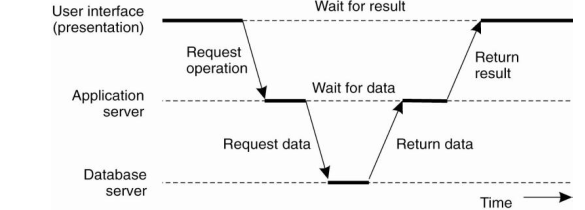 User interface
(presentation)
Wait for result
Request
operation
Return
result
Application
server
Wait for data
Request data
Return data
Database
server
Time